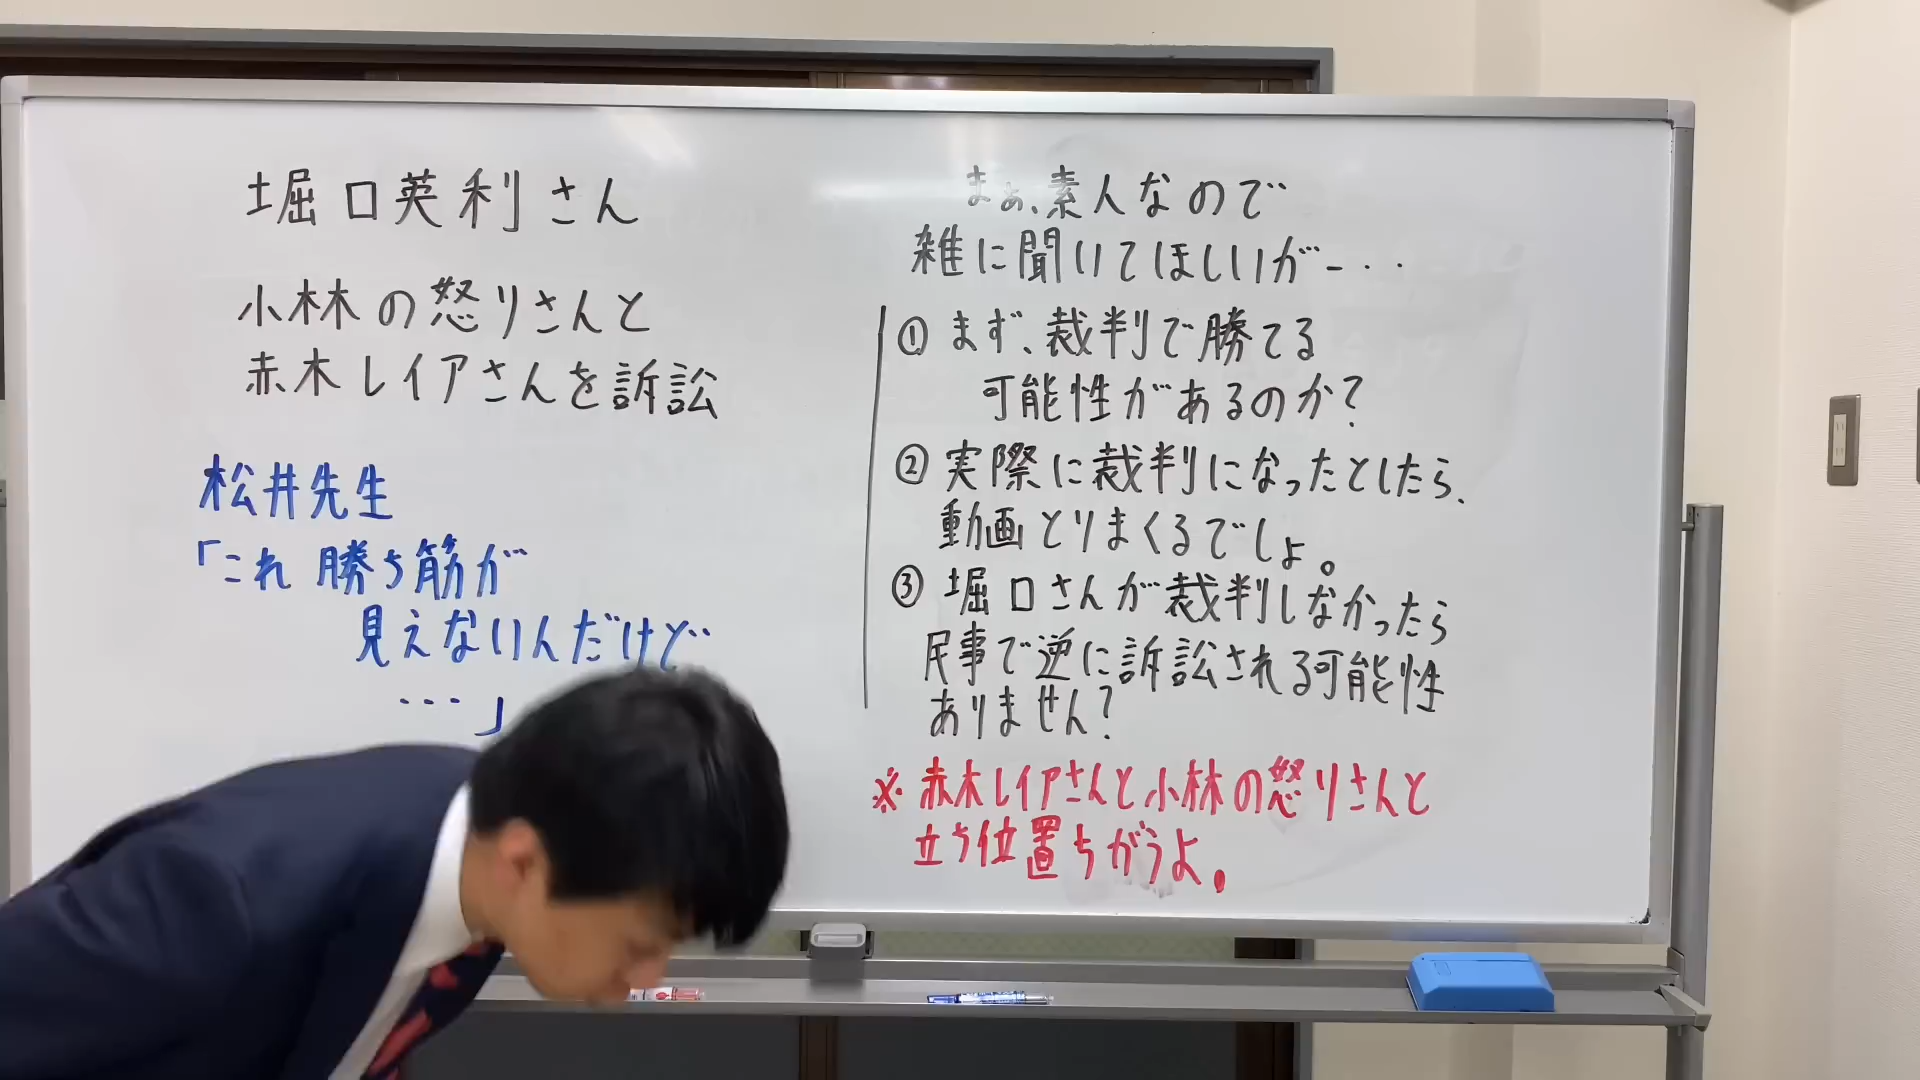 堀口英利さん
小林の怒りさんと
赤木レイアさんを訴訟
松井先生
「これ 勝ち筋が
見えないんだけど
…」
まぁ、素人なので
雑に聞いてほしいが-‥
① まず、裁判で勝てる
可能性があるのか?
② 実際に裁判になったとしたら、
動画とりまくるでしょ。
③ 堀口さんが裁判しなかったら
民事で逆に訴訟される可能性
ありません?
※ 赤木レイアさんと小林の怒りさんと
立ち位置ちがうよ。